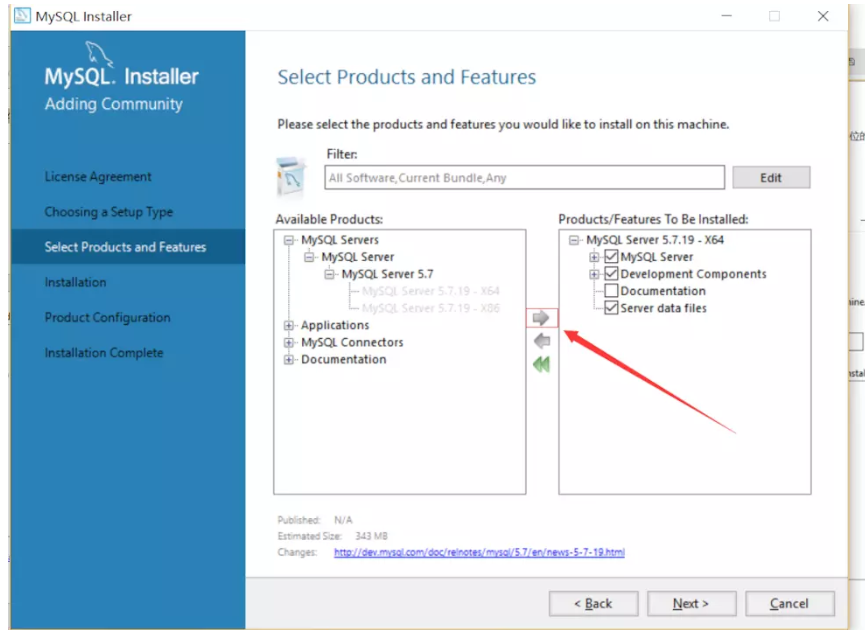 MySQL Installer
MySQL. Installer
Adding Community
License Agreement
Choosing a Setup Type
Select Products and Features
Installation
Product Configuration
Installation Complete
Select Products and Features
Please select the products and features you would like to install on this machine.
Filter:
All Software,Current Bundle,Any
Edit
Available Products:
MySQL Servers
MySQL Server
MySQL Server 5.7
MySQL Server 5.7.19 - X64
MySQL Server 5.7.19 - X86
Applications
MySQL Connectors
Documentation
Products/Features To Be Installed:
MySQL Server 5.7.19 - X64
MySQL Server
Development Components
Documentation
Server data files
Published: N/A
Estimated Size: 343 MB
Changes: http://dev.mysql.com/doc/relnotes/mysql/5.7/en/news-5-7-19.html
< Back
Next >
Cancel